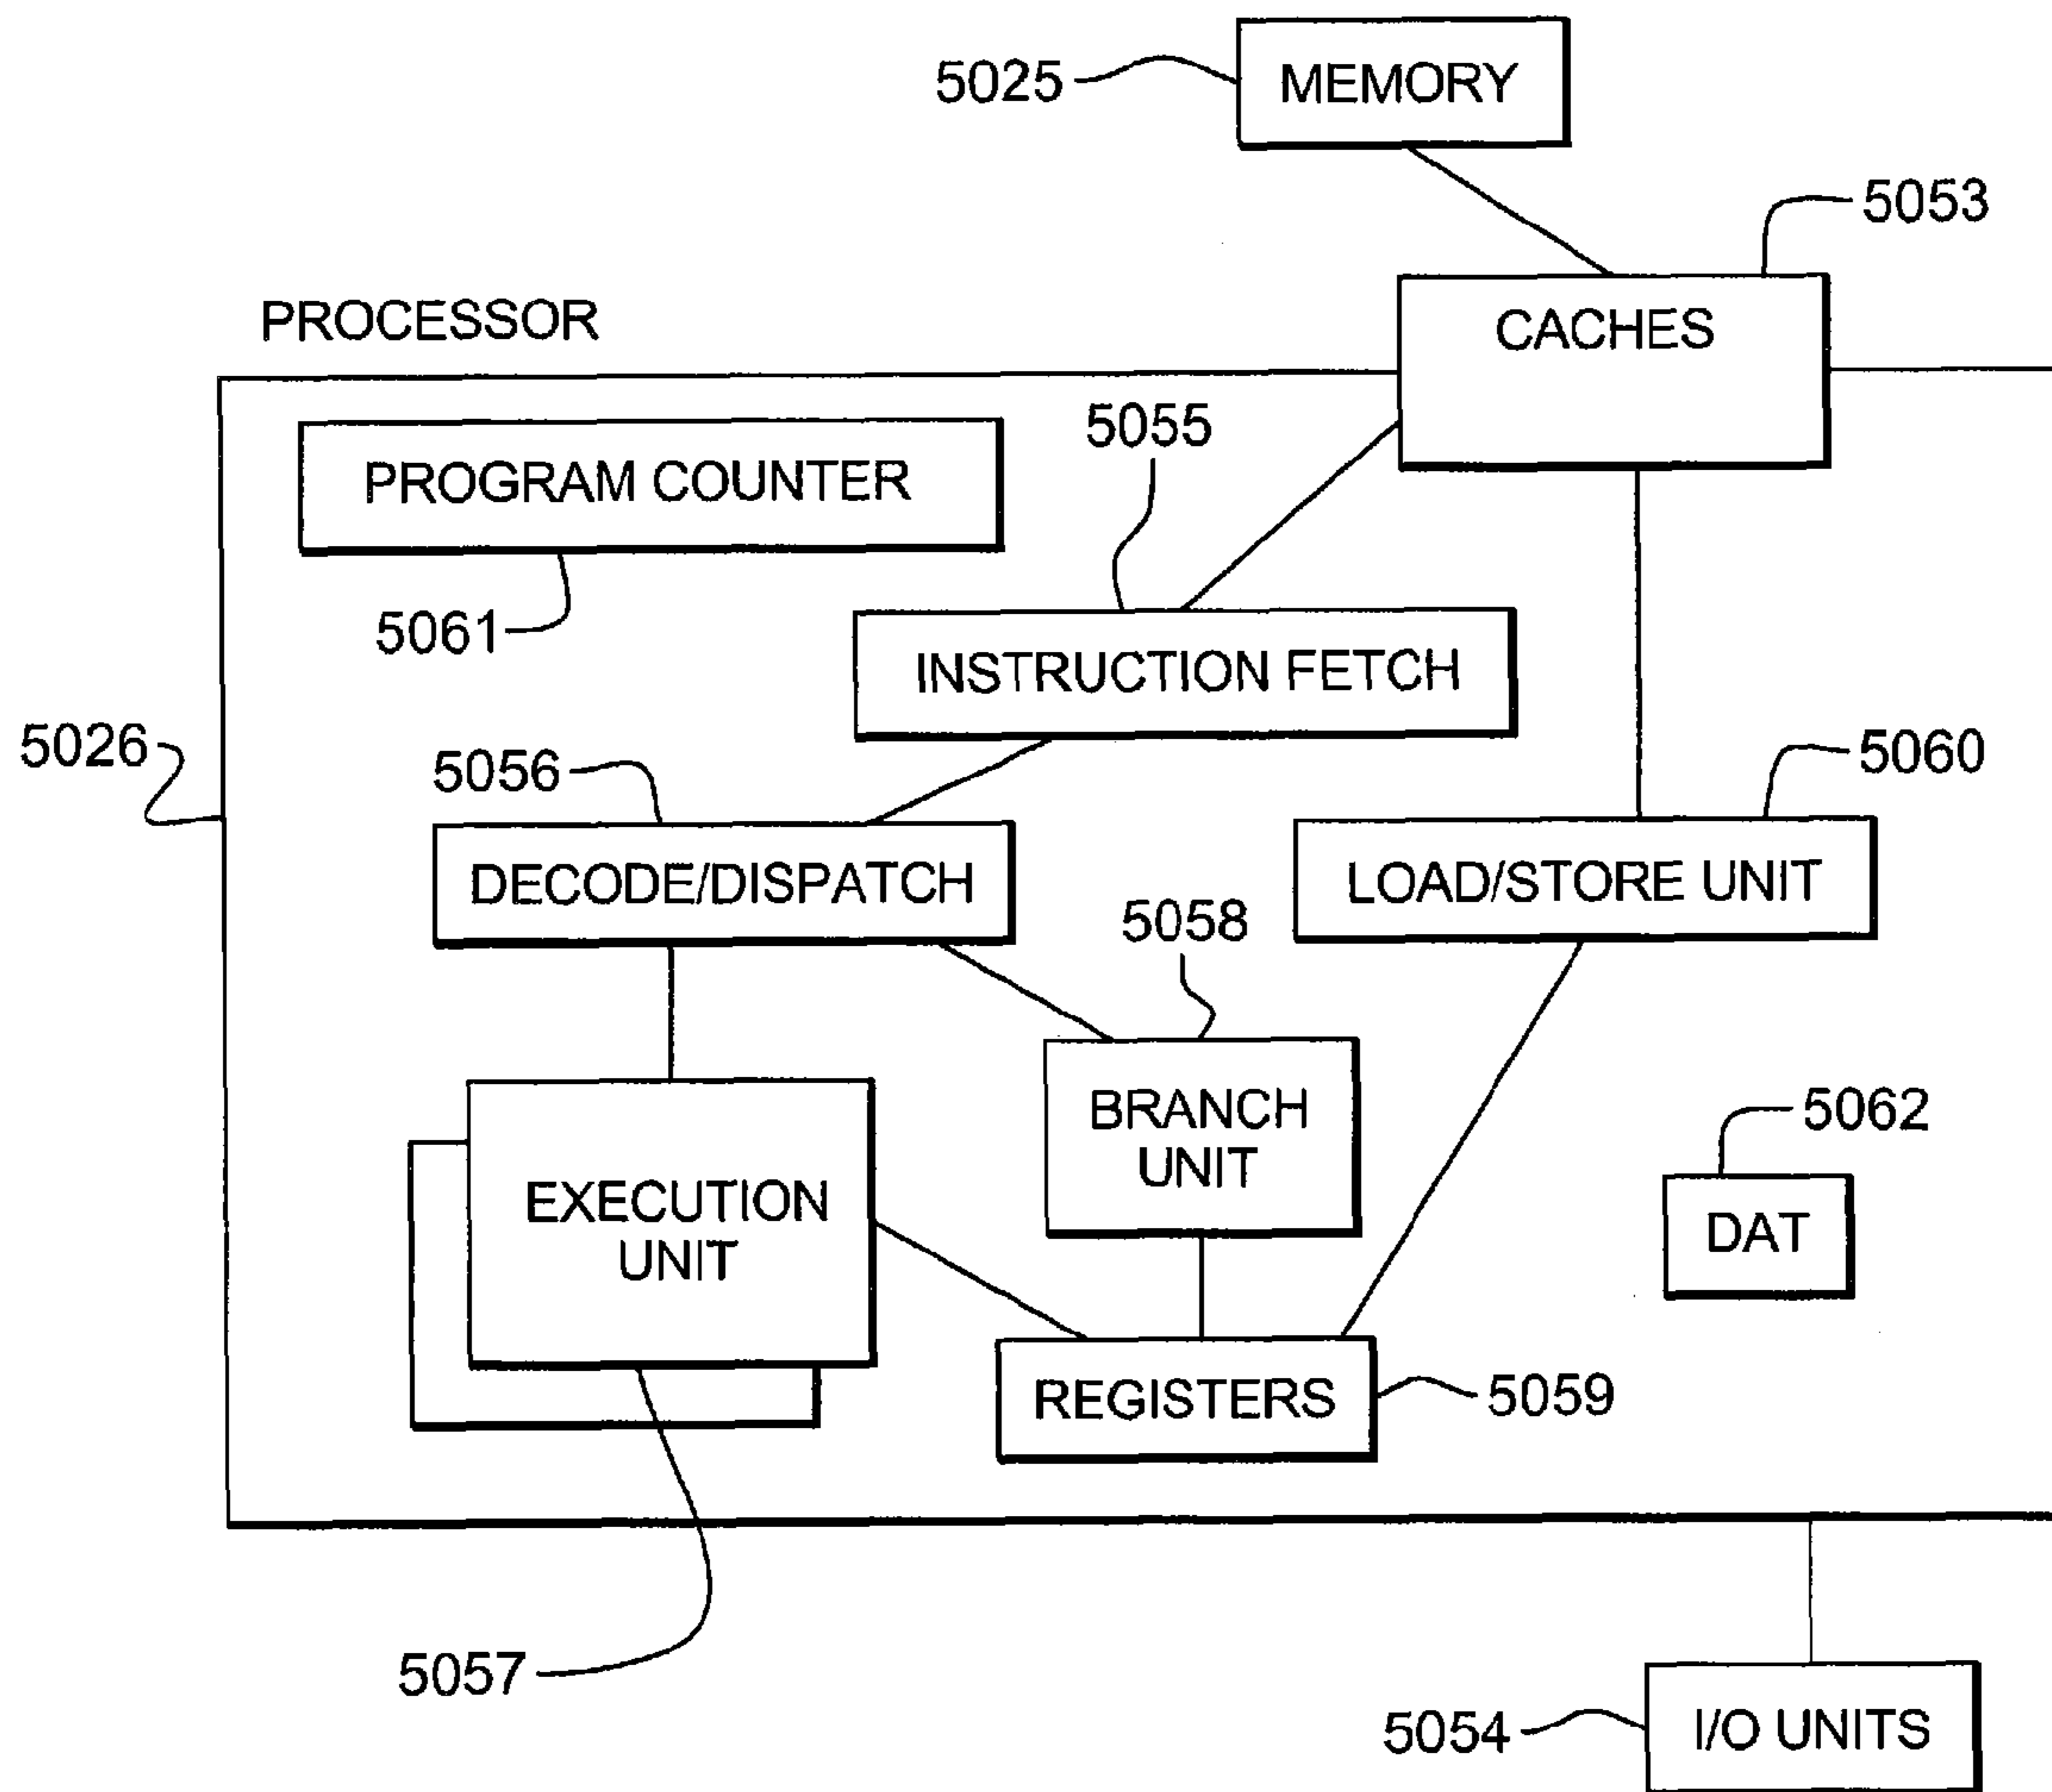 5025
MEMORY
5053
CACHES
PROCESSOR
5055
PROGRAM COUNTER
5061
INSTRUCTION FETCH
5026
5056
5060
DECODE/DISPATCH
LOAD/STORE UNIT
5058
BRANCH
UNIT
5062
DAT
EXECUTION
UNIT
REGISTERS
5059
5057
5054
I/O UNITS